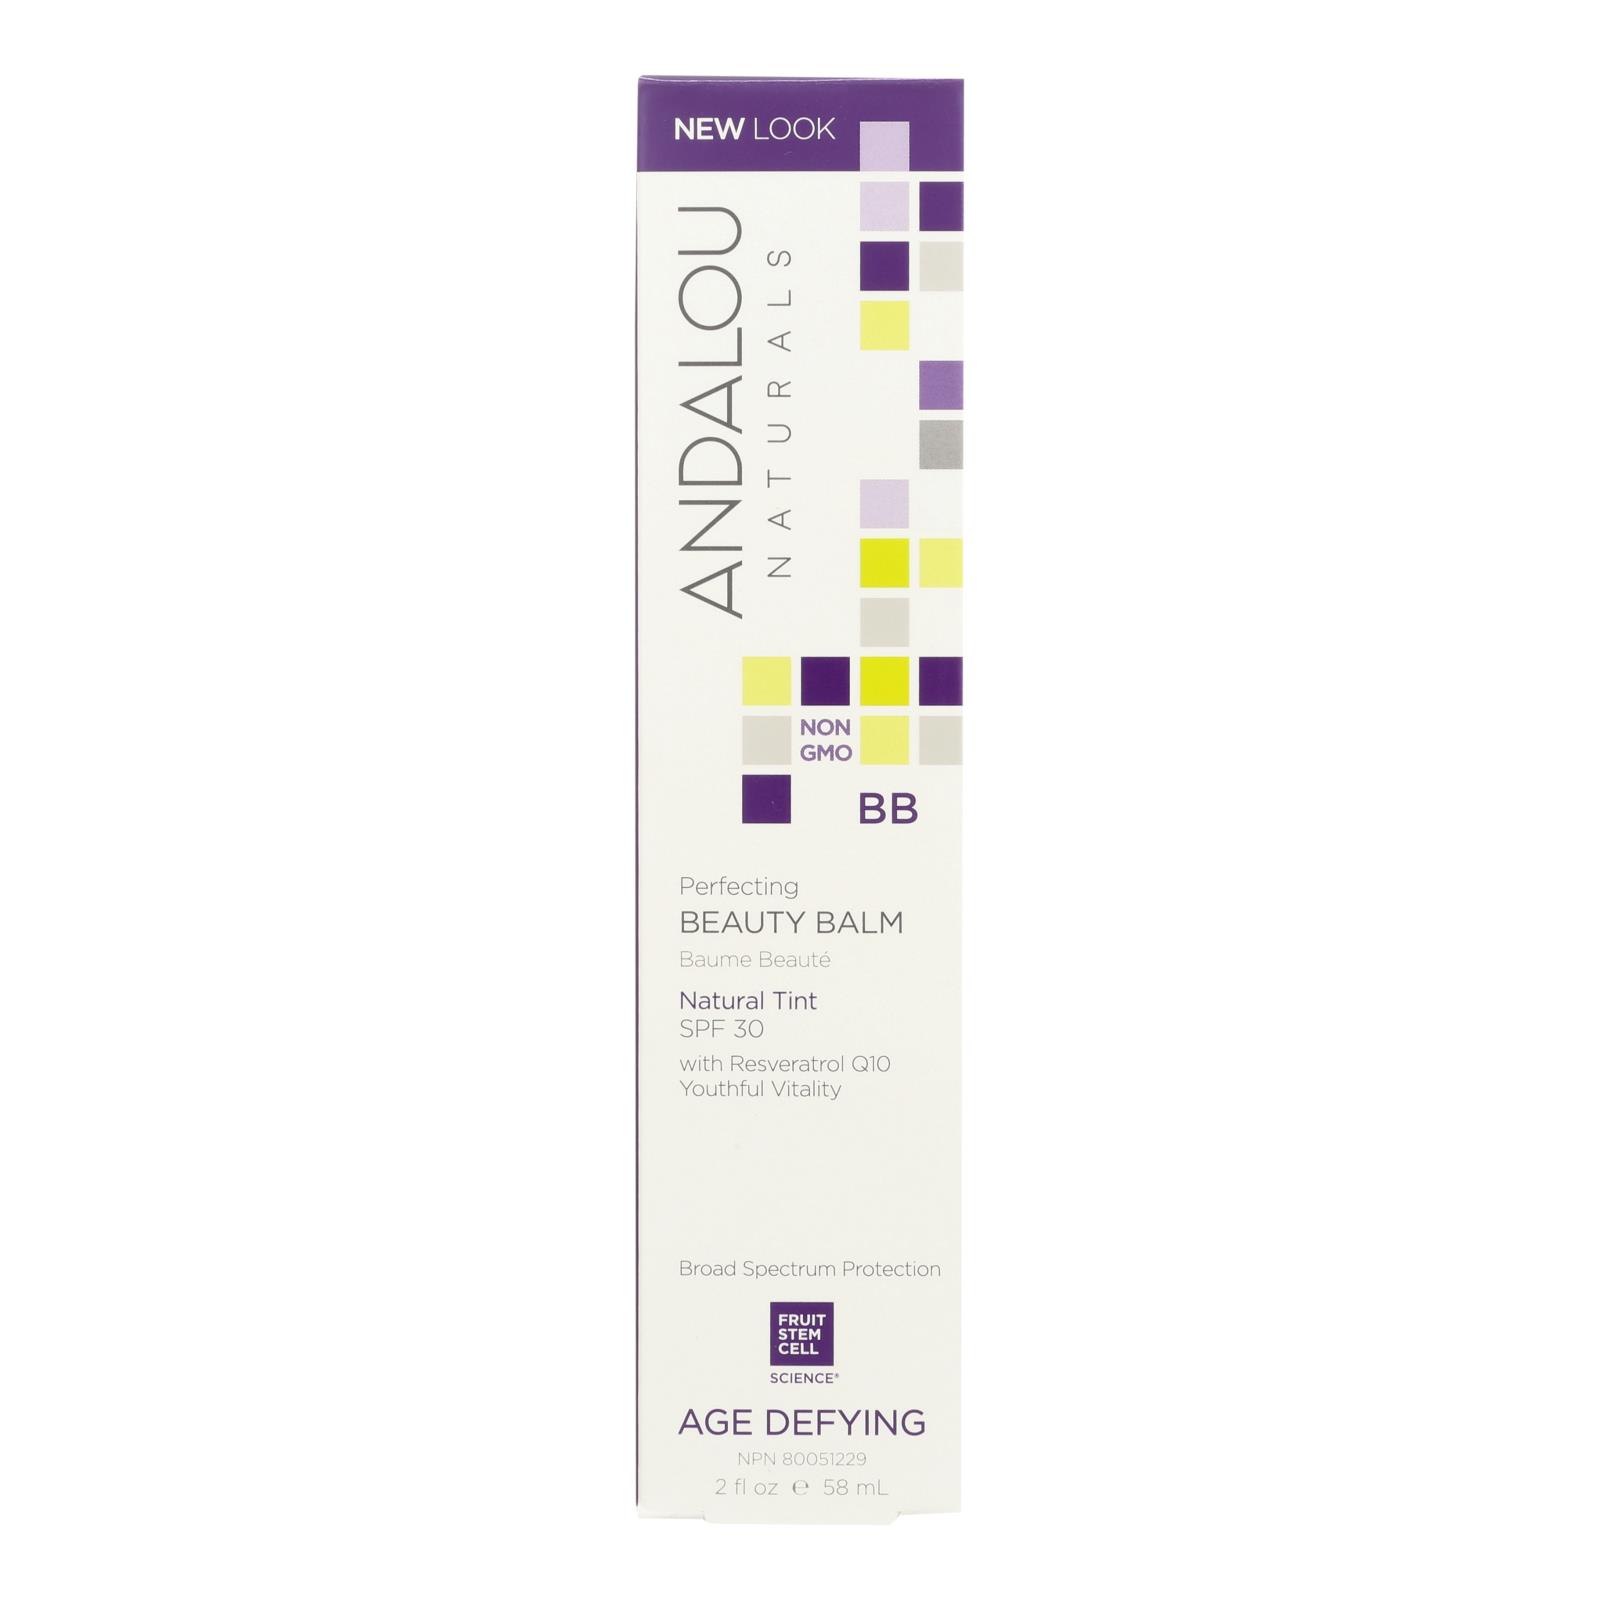 NEW LOOK
ANDALOU
NATURALS
NON
GMO
BB
Perfecting
BEAUTY BALM
Baume Beauté
Natural Tint
SPF 30
with Resveratrol Q10
Youthful Vitality
Broad Spectrum Protection
FRUIT
STEM
CELL
SCIENCE®
AGE DEFYING
NPN 80051229
2 fl oz ℮ 58 mL